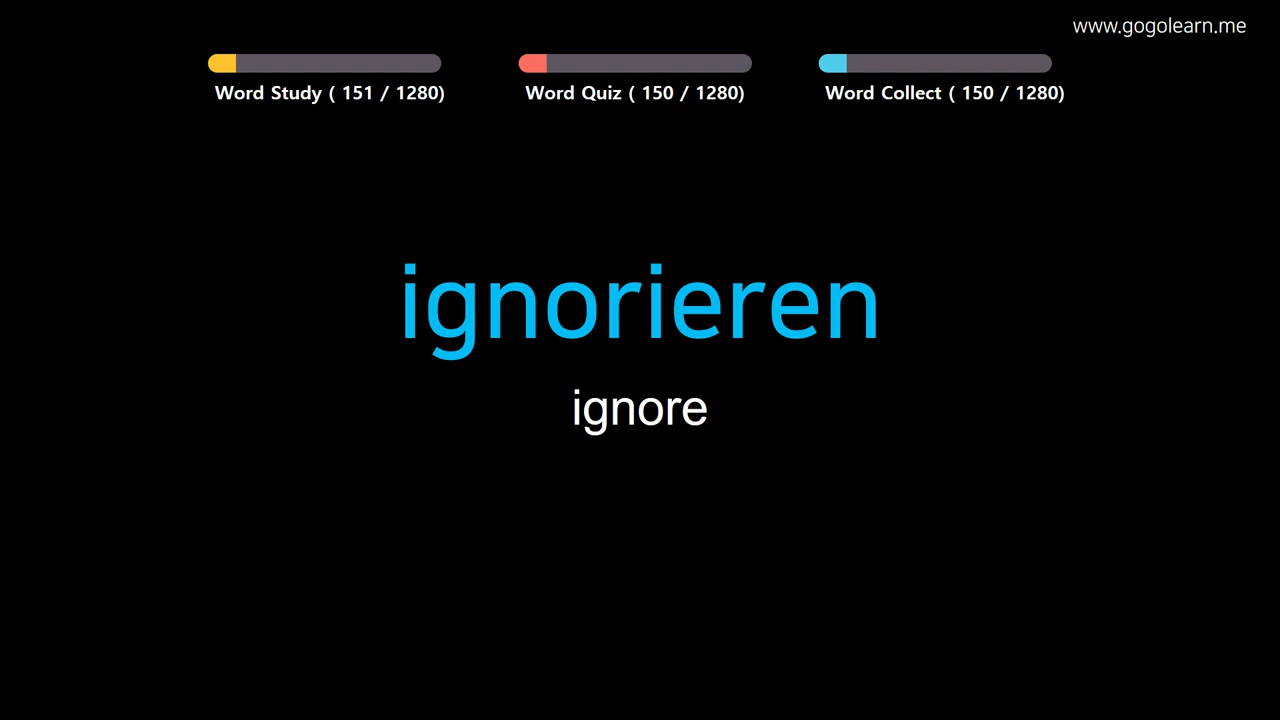 www.gogolearn.me
Word Study ( 151 / 1280)
Word Quiz ( 150 / 1280)
Word Collect ( 150 / 1280)
ignorieren
ignore